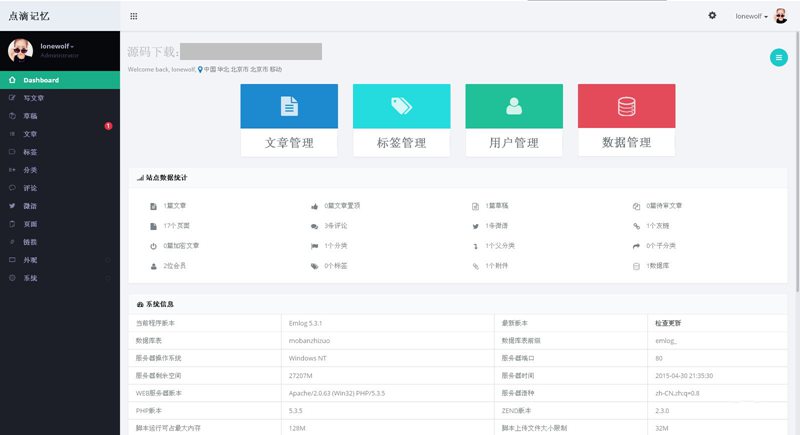 点滴记忆
lonewolf
lonewolf
Administrator
Dashboard
写文章
草稿
文章
1
标签
分类
评论
微语
页面
链接
外观
系统
源码下载:
Welcome back, lonewolf, 中国 华北 北京市 北京市 移动
文章管理 标签管理 用户管理 数据管理
站点数据统计
1篇文章 0篇文章置顶 1篇草稿 0篇待审文章
17个页面 3条评论 1条微语 1个友链
0篇加密文章 1个分类 1个父分类 0个子分类
2位会员 0个标签 1个附件 1数据库
系统信息
当前程序版本 Emlog 5.3.1 最新版本 检查更新
数据库表 mobanzhizuo 数据库表前缀 emlog_
服务器操作系统 Windows NT 服务器端口 80
服务器剩余空间 27207M 服务器时间 2015-04-30 21:35:30
WEB服务器版本 Apache/2.0.63 (Win32) PHP/5.3.5 服务器语种 zh-CN,zh;q=0.8
PHP版本 5.3.5 ZEND版本 2.3.0
脚本运行可占最大内存 128M 脚本上传文件大小限制 32M